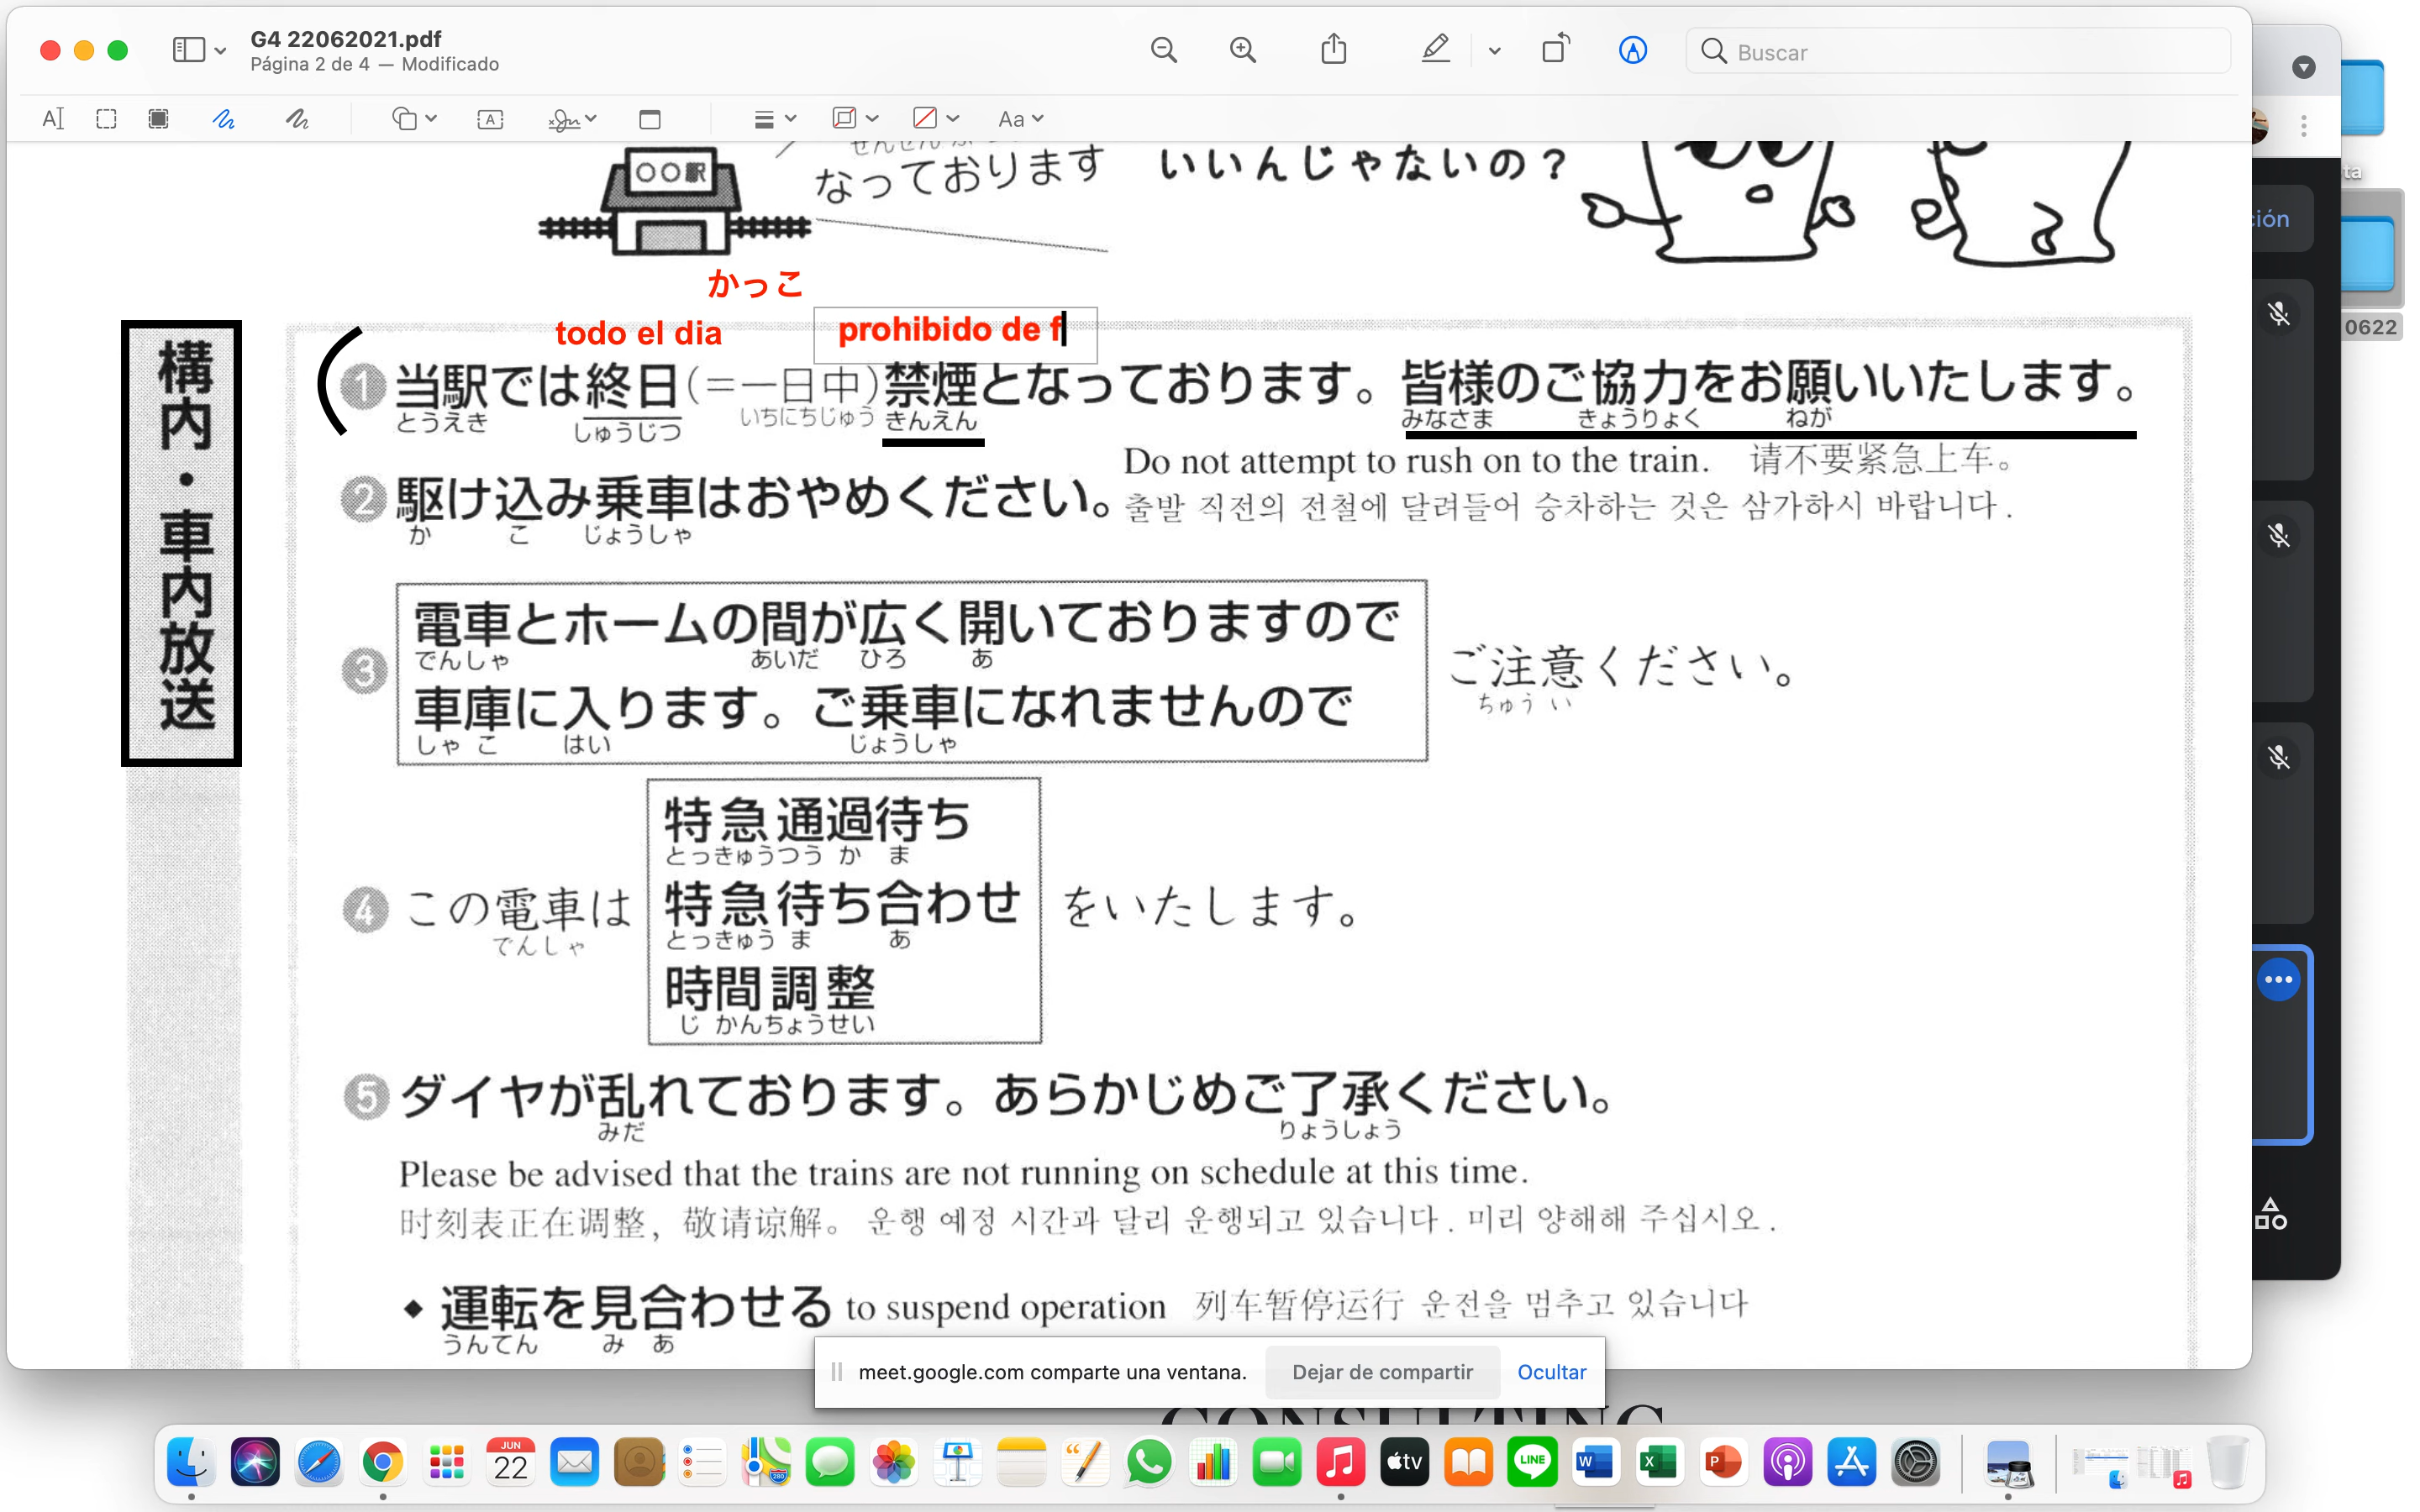 G4 22062021.pdf
Página 2 de 4 — Modificado
Buscar
Aa
なっております
いいんじゃないの？
〇〇駅
かっこ
todo el dia
prohibido de f
構内・車内放送
① 当駅では終日(＝一日中)禁煙となっております。皆様のご協力をお願いいたします。
とうえき しゅうじつ いちにちじゅう きんえん みなさま きょうりょく ねが
② 駆け込み乗車はおやめください。
か こ じょうしゃ
Do not attempt to rush on to the train. 请不要紧急上车。
출발 직전의 전철에 달려들어 승차하는 것은 삼가하시 바랍니다.
③ 電車とホームの間が広く開いておりますので
でんしゃ あいだ ひろ あ
車庫に入ります。ご乗車になれませんので
しゃ こ はい じょうしゃ
ご注意ください。
ちゅう い
④ この電車は
でんしゃ
特急通過待ち
とっきゅうつう か ま
特急待ち合わせ
とっきゅう ま あ
時間調整
じ かんちょうせい
をいたします。
⑤ ダイヤが乱れております。あらかじめご了承ください。
みだ りょうしょう
Please be advised that the trains are not running on schedule at this time.
时刻表正在调整，敬请谅解。 운행 예정 시간과 달리 운행되고 있습니다. 미리 양해해 주십시오.
◆ 運転を見合わせる to suspend operation 列车暂停运行 운전을 멈추고 있습니다
うんてん み あ
meet.google.com comparte una ventana.
Dejar de compartir
Ocultar
CONSULTING
ta
ción
0622
JUN
22
280
tv
LINE
W
X
P